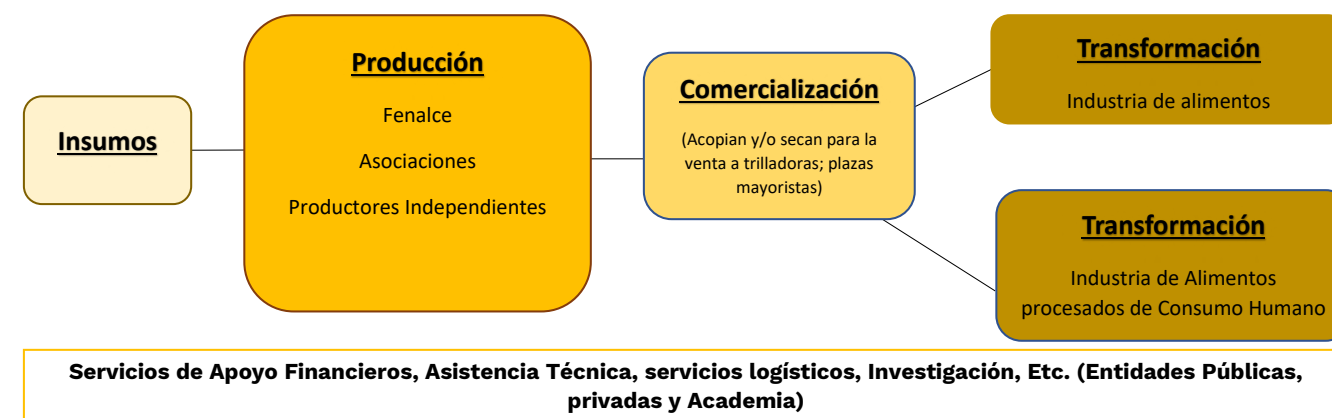 Insumos
Producción
Fenalce
Asociaciones
Productores Independientes
Comercialización
(Acopian y/o secan para la
venta a trilladoras; plazas
mayoristas)
Transformación
Industria de alimentos
Transformación
Industria de Alimentos
procesados de Consumo Humano
Servicios de Apoyo Financieros, Asistencia Técnica, servicios logísticos, Investigación, Etc. (Entidades Públicas,
privadas y Academia)